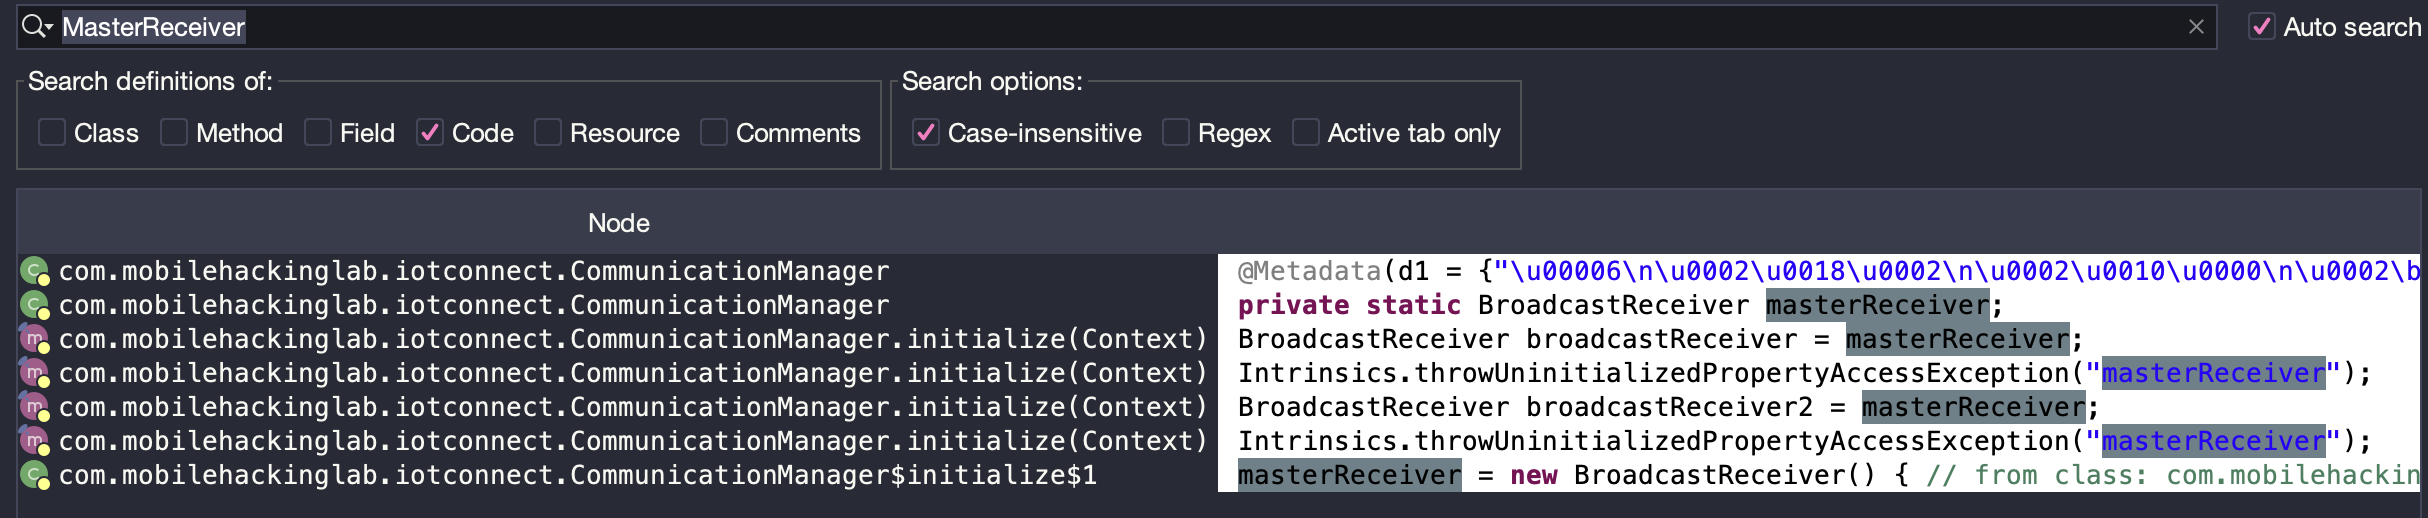 MasterReceiver
Auto search
Search definitions of:
Search options:
Class Method Field Code Resource Comments
Case-insensitive Regex Active tab only
Node
com.mobilehackinglab.iotconnect.CommunicationManager @Metadata(d1 = {"\u00006\n\u0002\u0018\u0002\n\u0002\u0010\u0000\n\u0002\b
com.mobilehackinglab.iotconnect.CommunicationManager private static BroadcastReceiver masterReceiver;
com.mobilehackinglab.iotconnect.CommunicationManager.initialize(Context) BroadcastReceiver broadcastReceiver = masterReceiver;
com.mobilehackinglab.iotconnect.CommunicationManager.initialize(Context) Intrinsics.throwUninitializedPropertyAccessException("masterReceiver");
com.mobilehackinglab.iotconnect.CommunicationManager.initialize(Context) BroadcastReceiver broadcastReceiver2 = masterReceiver;
com.mobilehackinglab.iotconnect.CommunicationManager.initialize(Context) Intrinsics.throwUninitializedPropertyAccessException("masterReceiver");
com.mobilehackinglab.iotconnect.CommunicationManager$initialize$1 masterReceiver = new BroadcastReceiver() { // from class: com.mobilehackin